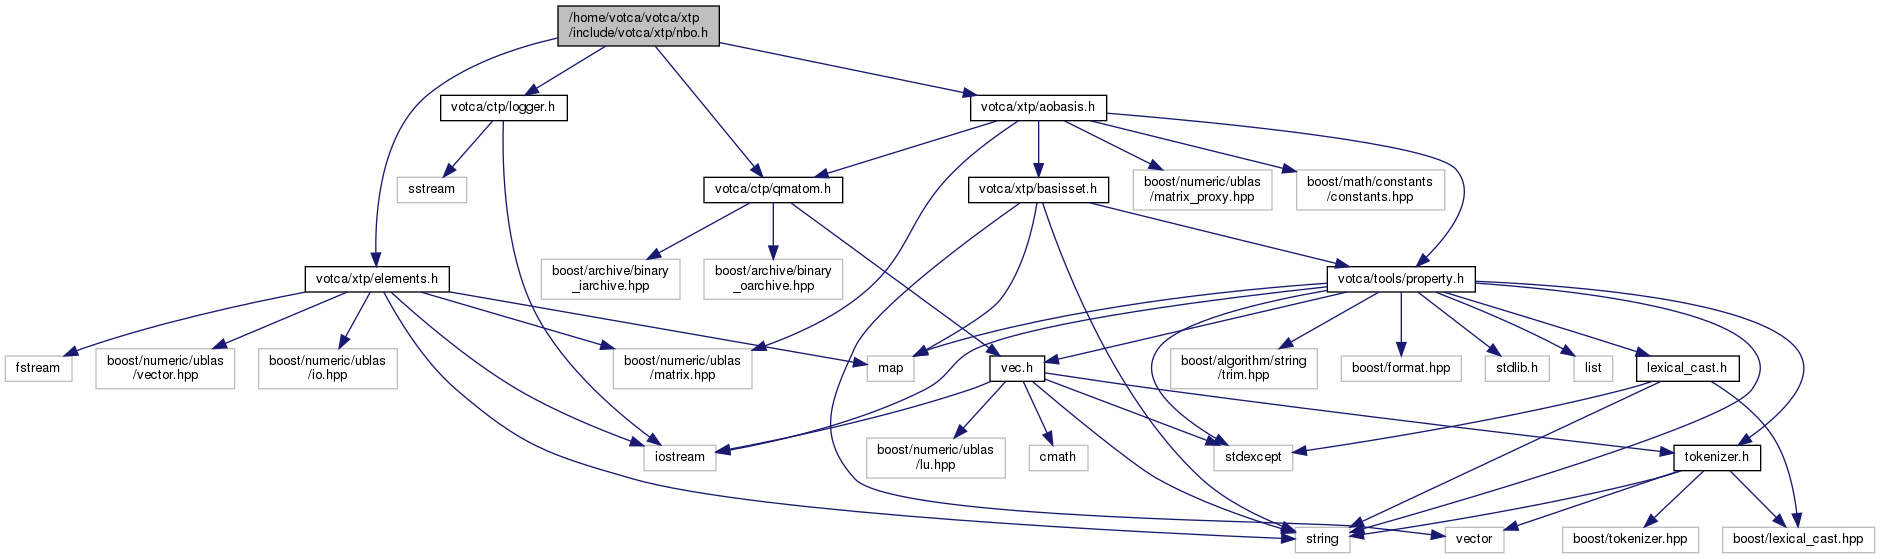 /home/votca/votca/xtp
/include/votca/xtp/nbo.h
votca/ctp/logger.h
votca/xtp/aobasis.h
sstream
votca/ctp/qmatom.h
votca/xtp/basisset.h
boost/numeric/ublas
/matrix_proxy.hpp
boost/math/constants
/constants.hpp
votca/xtp/elements.h
boost/archive/binary
_iarchive.hpp
boost/archive/binary
_oarchive.hpp
votca/tools/property.h
fstream
boost/numeric/ublas
/vector.hpp
boost/numeric/ublas
/io.hpp
boost/numeric/ublas
/matrix.hpp
map
vec.h
boost/algorithm/string
/trim.hpp
boost/format.hpp
stdlib.h
list
lexical_cast.h
iostream
boost/numeric/ublas
/lu.hpp
cmath
stdexcept
tokenizer.h
string
vector
boost/tokenizer.hpp
boost/lexical_cast.hpp